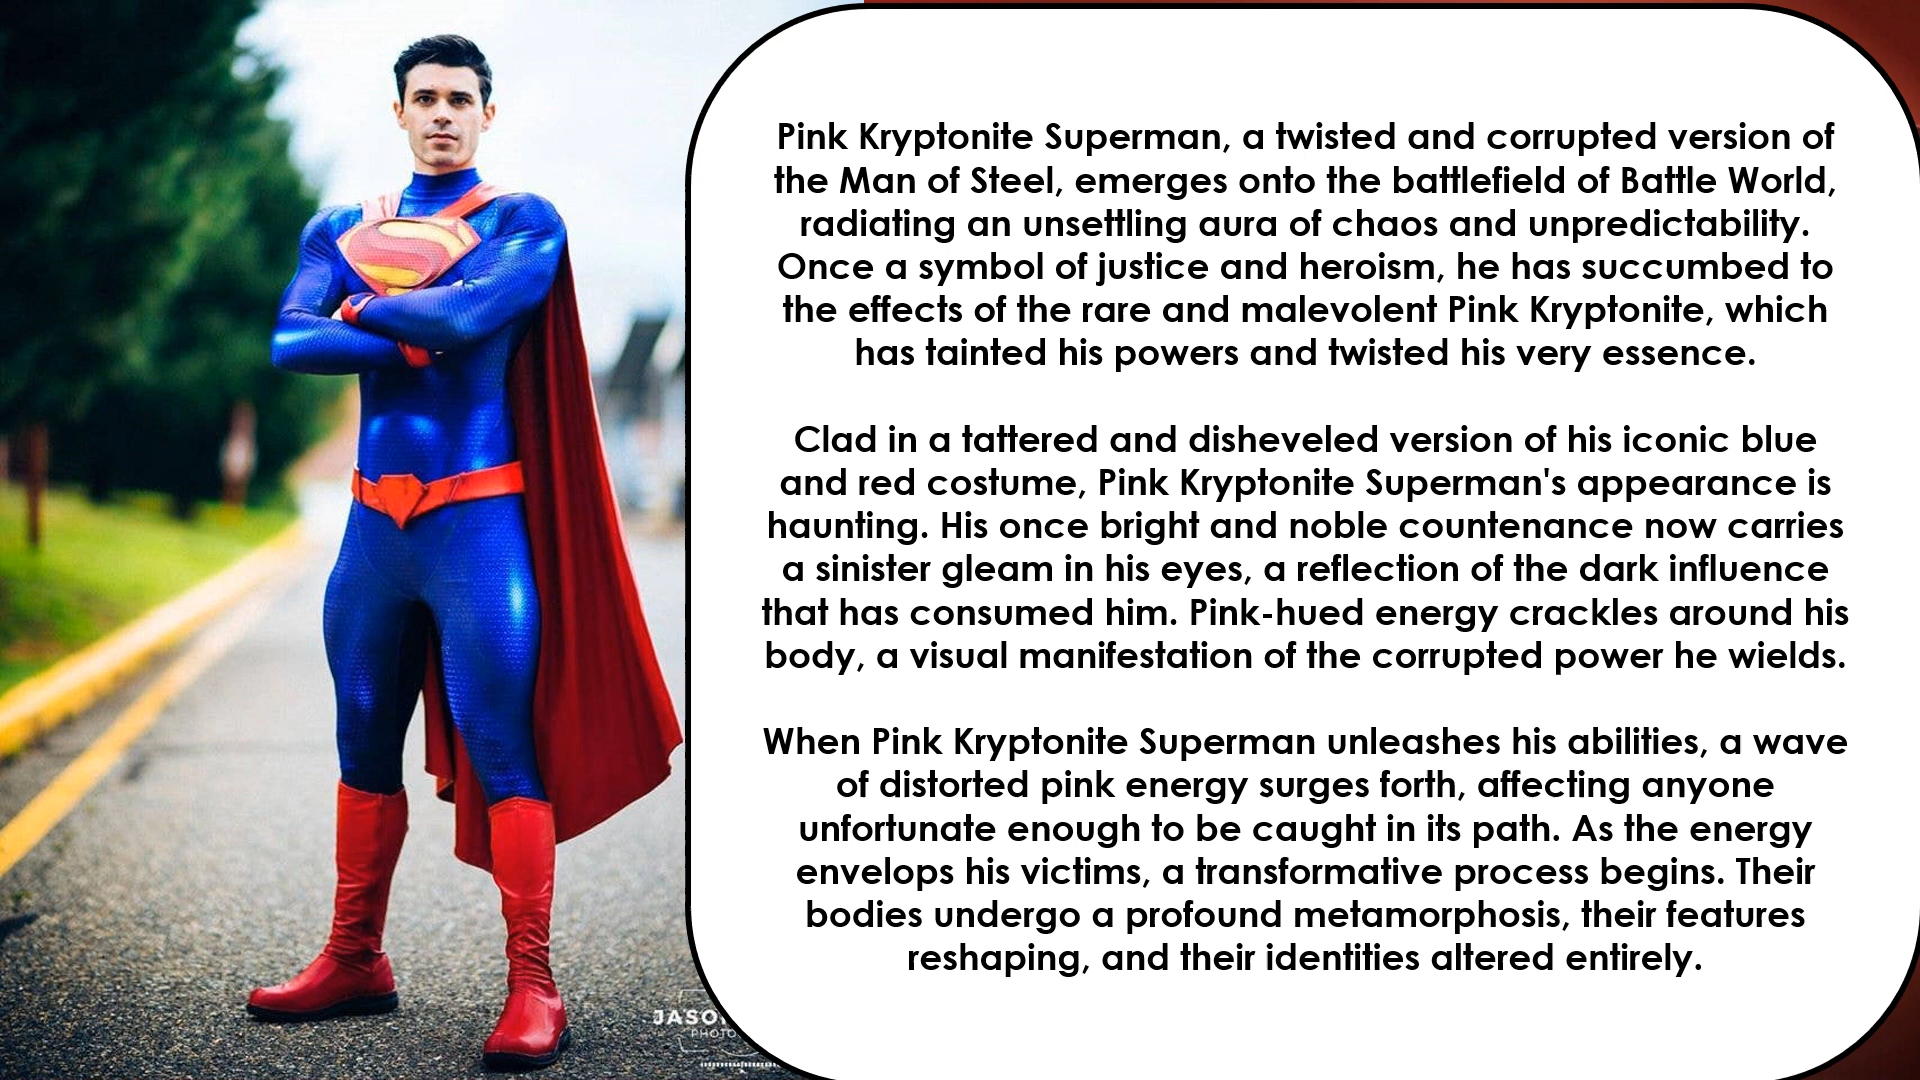 Pink Kryptonite Superman, a twisted and corrupted version of
the Man of Steel, emerges onto the battlefield of Battle World,
radiating an unsettling aura of chaos and unpredictability.
Once a symbol of justice and heroism, he has succumbed to
the effects of the rare and malevolent Pink Kryptonite, which
has tainted his powers and twisted his very essence.
Clad in a tattered and disheveled version of his iconic blue
and red costume, Pink Kryptonite Superman's appearance is
haunting. His once bright and noble countenance now carries
a sinister gleam in his eyes, a reflection of the dark influence
that has consumed him. Pink-hued energy crackles around his
body, a visual manifestation of the corrupted power he wields.
When Pink Kryptonite Superman unleashes his abilities, a wave
of distorted pink energy surges forth, affecting anyone
unfortunate enough to be caught in its path. As the energy
envelops his victims, a transformative process begins. Their
bodies undergo a profound metamorphosis, their features
reshaping, and their identities altered entirely.
JASO
PHOTO